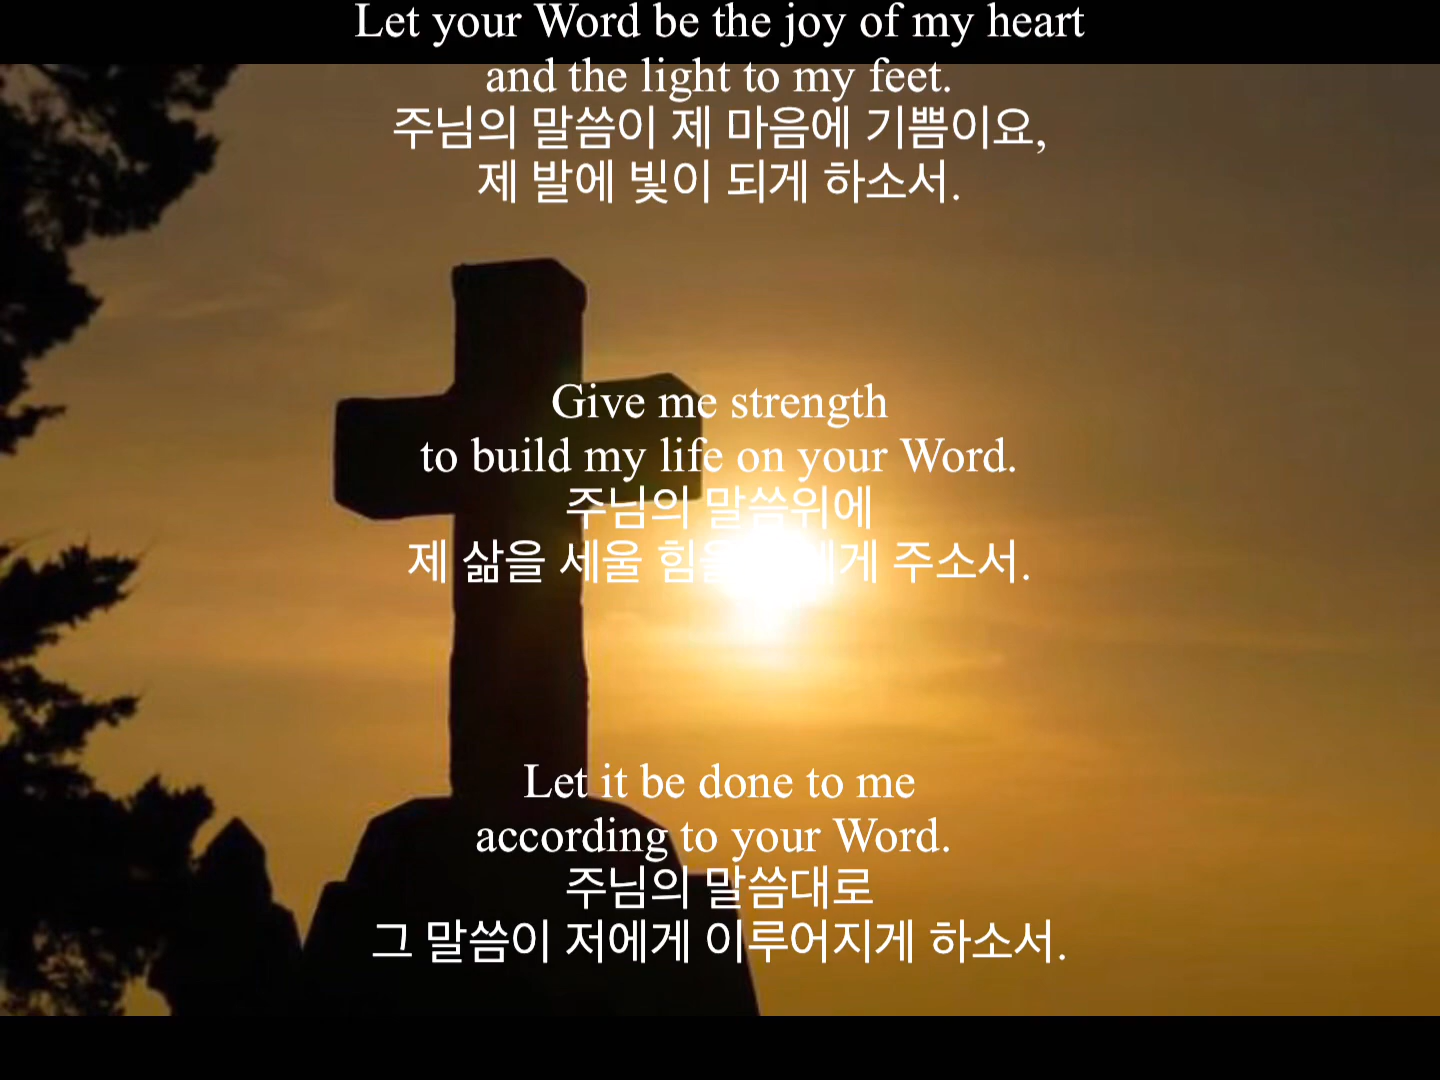 Let your Word be the joy of my heart
and the light to my feet.
주님의 말씀이 제 마음에 기쁨이요,
제 발에 빛이 되게 하소서.
Give me strength
to build my life on your Word.
주님의 말씀위에
제 삶을 세울 힘을 주소서.
Let it be done to me
according to your Word.
주님의 말씀대로
그 말씀이 저에게 이루어지게 하소서.